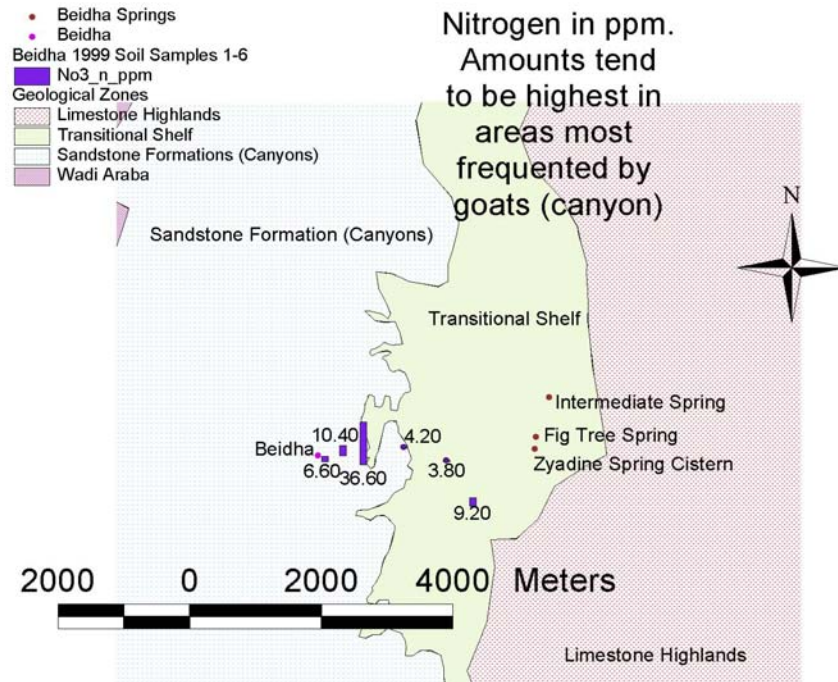 Beidha Springs
Beidha
Beidha 1999 Soil Samples 1-6
No3_n_ppm
Geological Zones
Limestone Highlands
Transitional Shelf
Sandstone Formations (Canyons)
Wadi Araba
Nitrogen in ppm.
Amounts tend
to be highest in
areas most
frequented by
goats (canyon)
N
Sandstone Formation (Canyons)
Transitional Shelf
Intermediate Spring
Fig Tree Spring
Zyadine Spring Cistern
Beidha
6.60
10.40
36.60
4.20
3.80
9.20
2000 0 2000 4000 Meters
Limestone Highlands